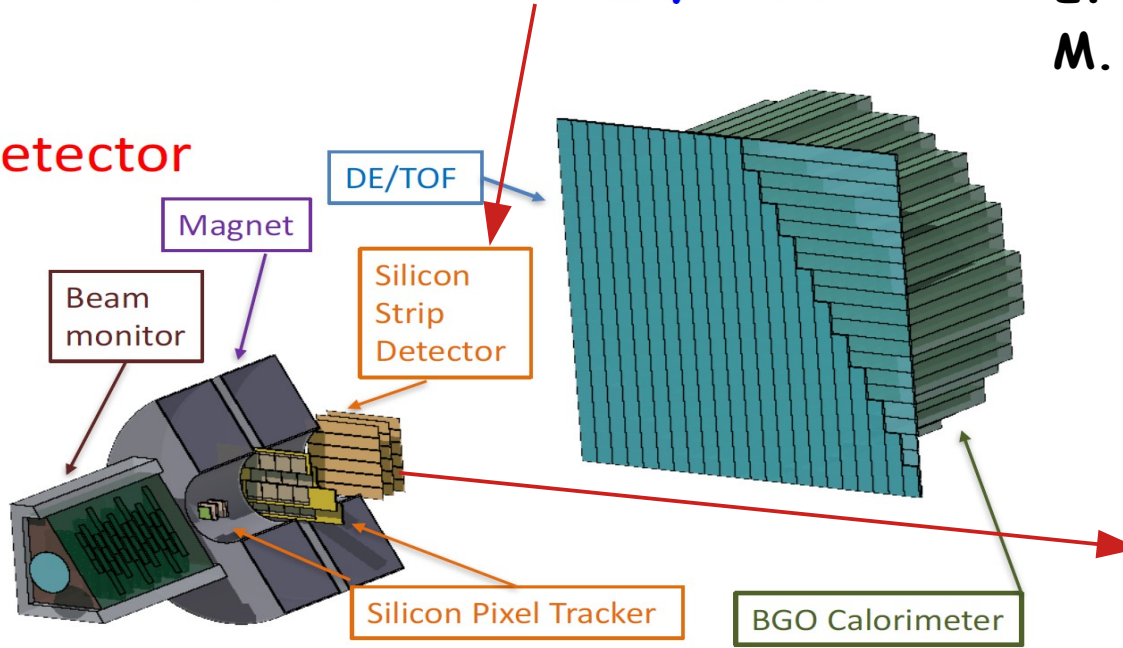 M.
etector
DE/TOF
Magnet
Silicon
Strip
Detector
Beam
monitor
Silicon Pixel Tracker
BGO Calorimeter